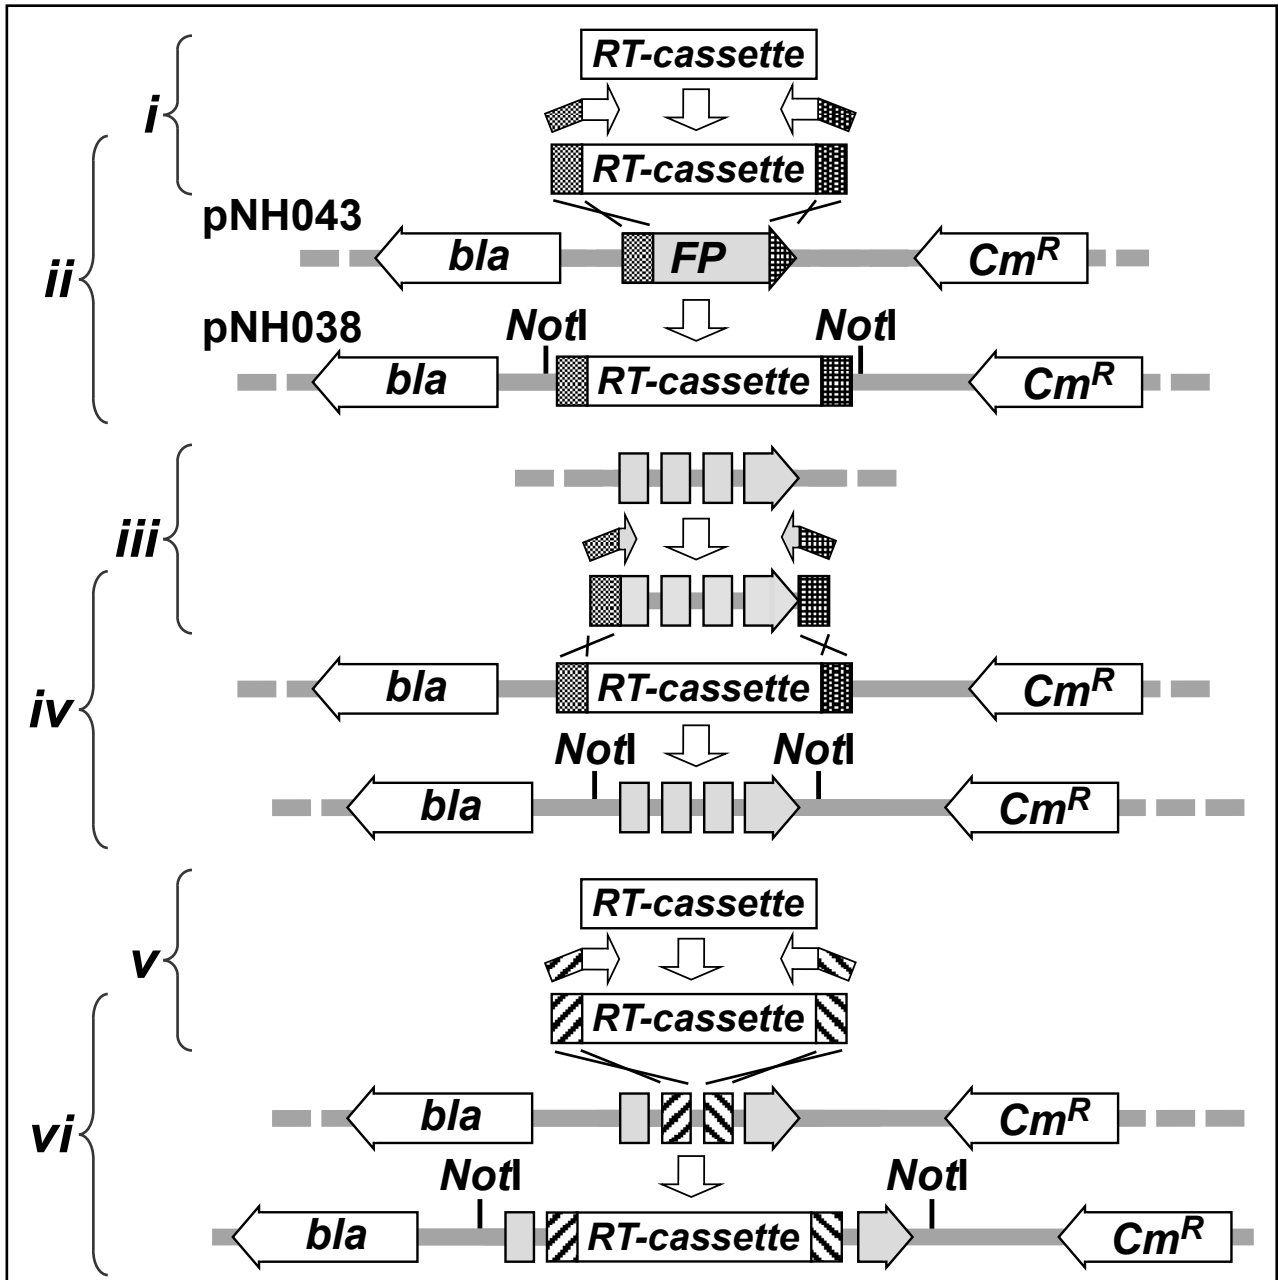 RT-cassette
i
RT-cassette
pNH043
bla FP CmR
ii
pNH038 NotI NotI
bla RT-cassette CmR
iii
bla RT-cassette CmR
iv
NotI NotI
bla CmR
RT-cassette
v
RT-cassette
bla CmR
vi
NotI NotI
bla RT-cassette CmR